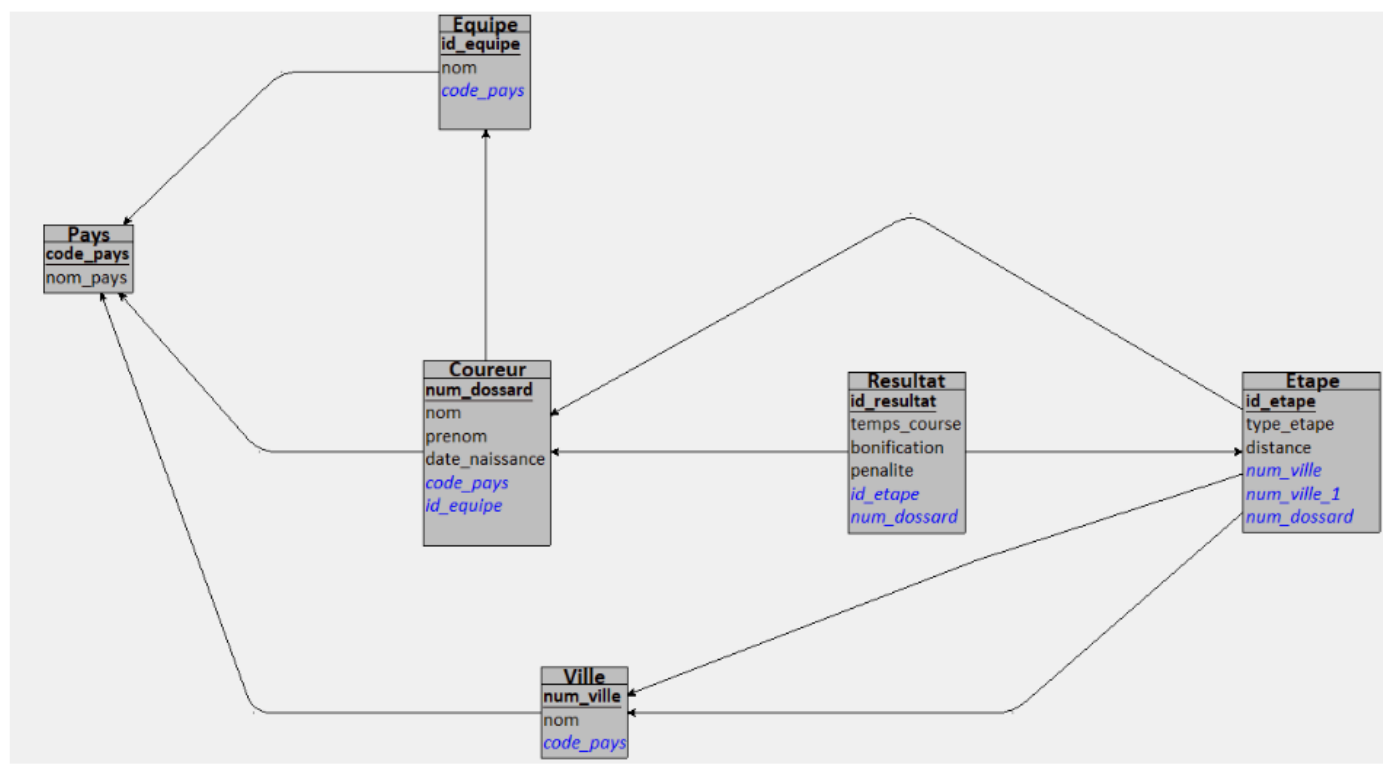 Equipe
id_equipe
nom
code_pays
Pays
code_pays
nom_pays
Coureur
num_dossard
nom
prenom
date_naissance
code_pays
id_equipe
Resultat
id_resultat
temps_course
bonification
penalite
id_etape
num_dossard
Etape
id_etape
type_etape
distance
num_ville
num_ville_1
num_dossard
Ville
num_ville
nom
code_pays